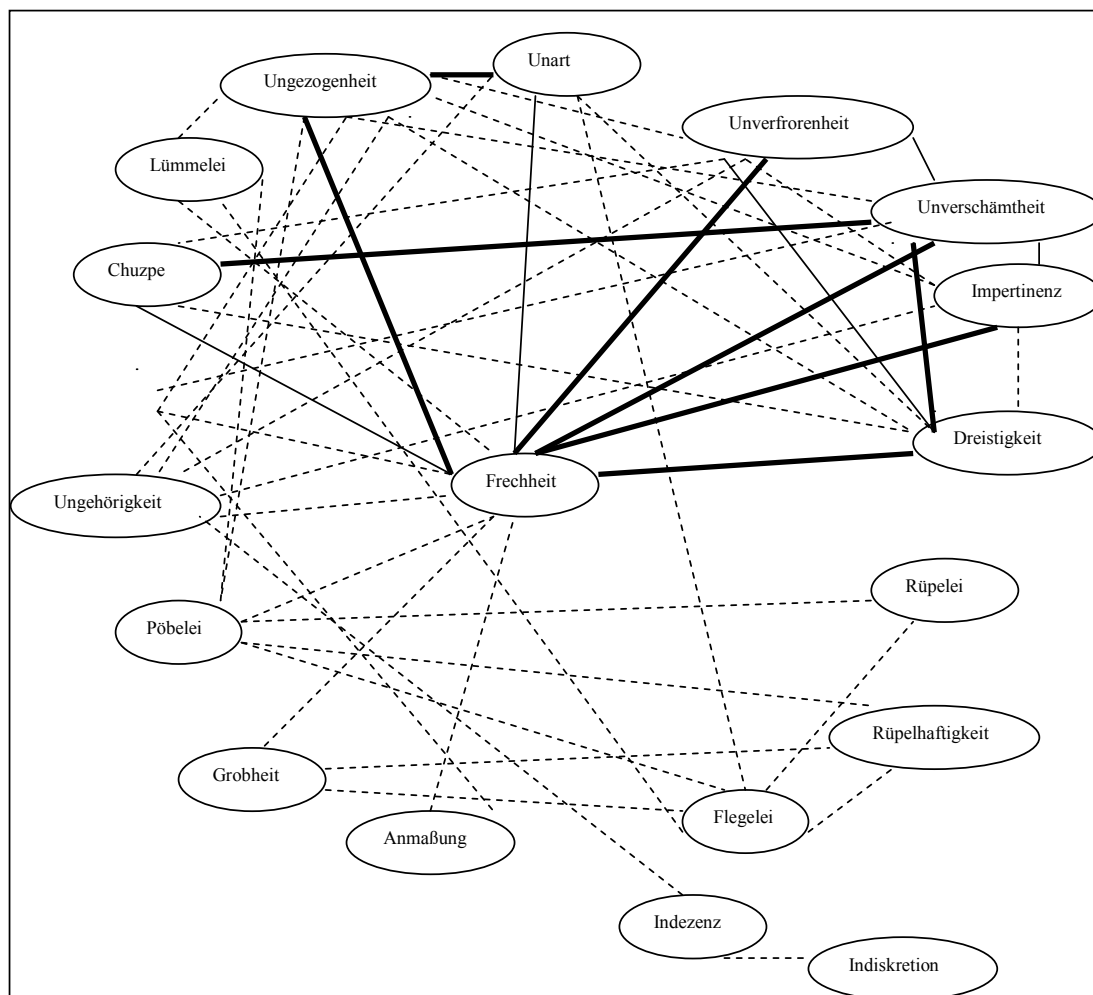 Unart
Ungezogenheit
Unverfrorenheit
Lümmelei
Unverschämtheit
Chuzpe
Impertinenz
Dreistigkeit
Frechheit
Ungehörigkeit
Rüpelei
Pöbelei
Rüpelhaftigkeit
Grobheit
Flegelei
Anmaßung
Indezenz
Indiskretion